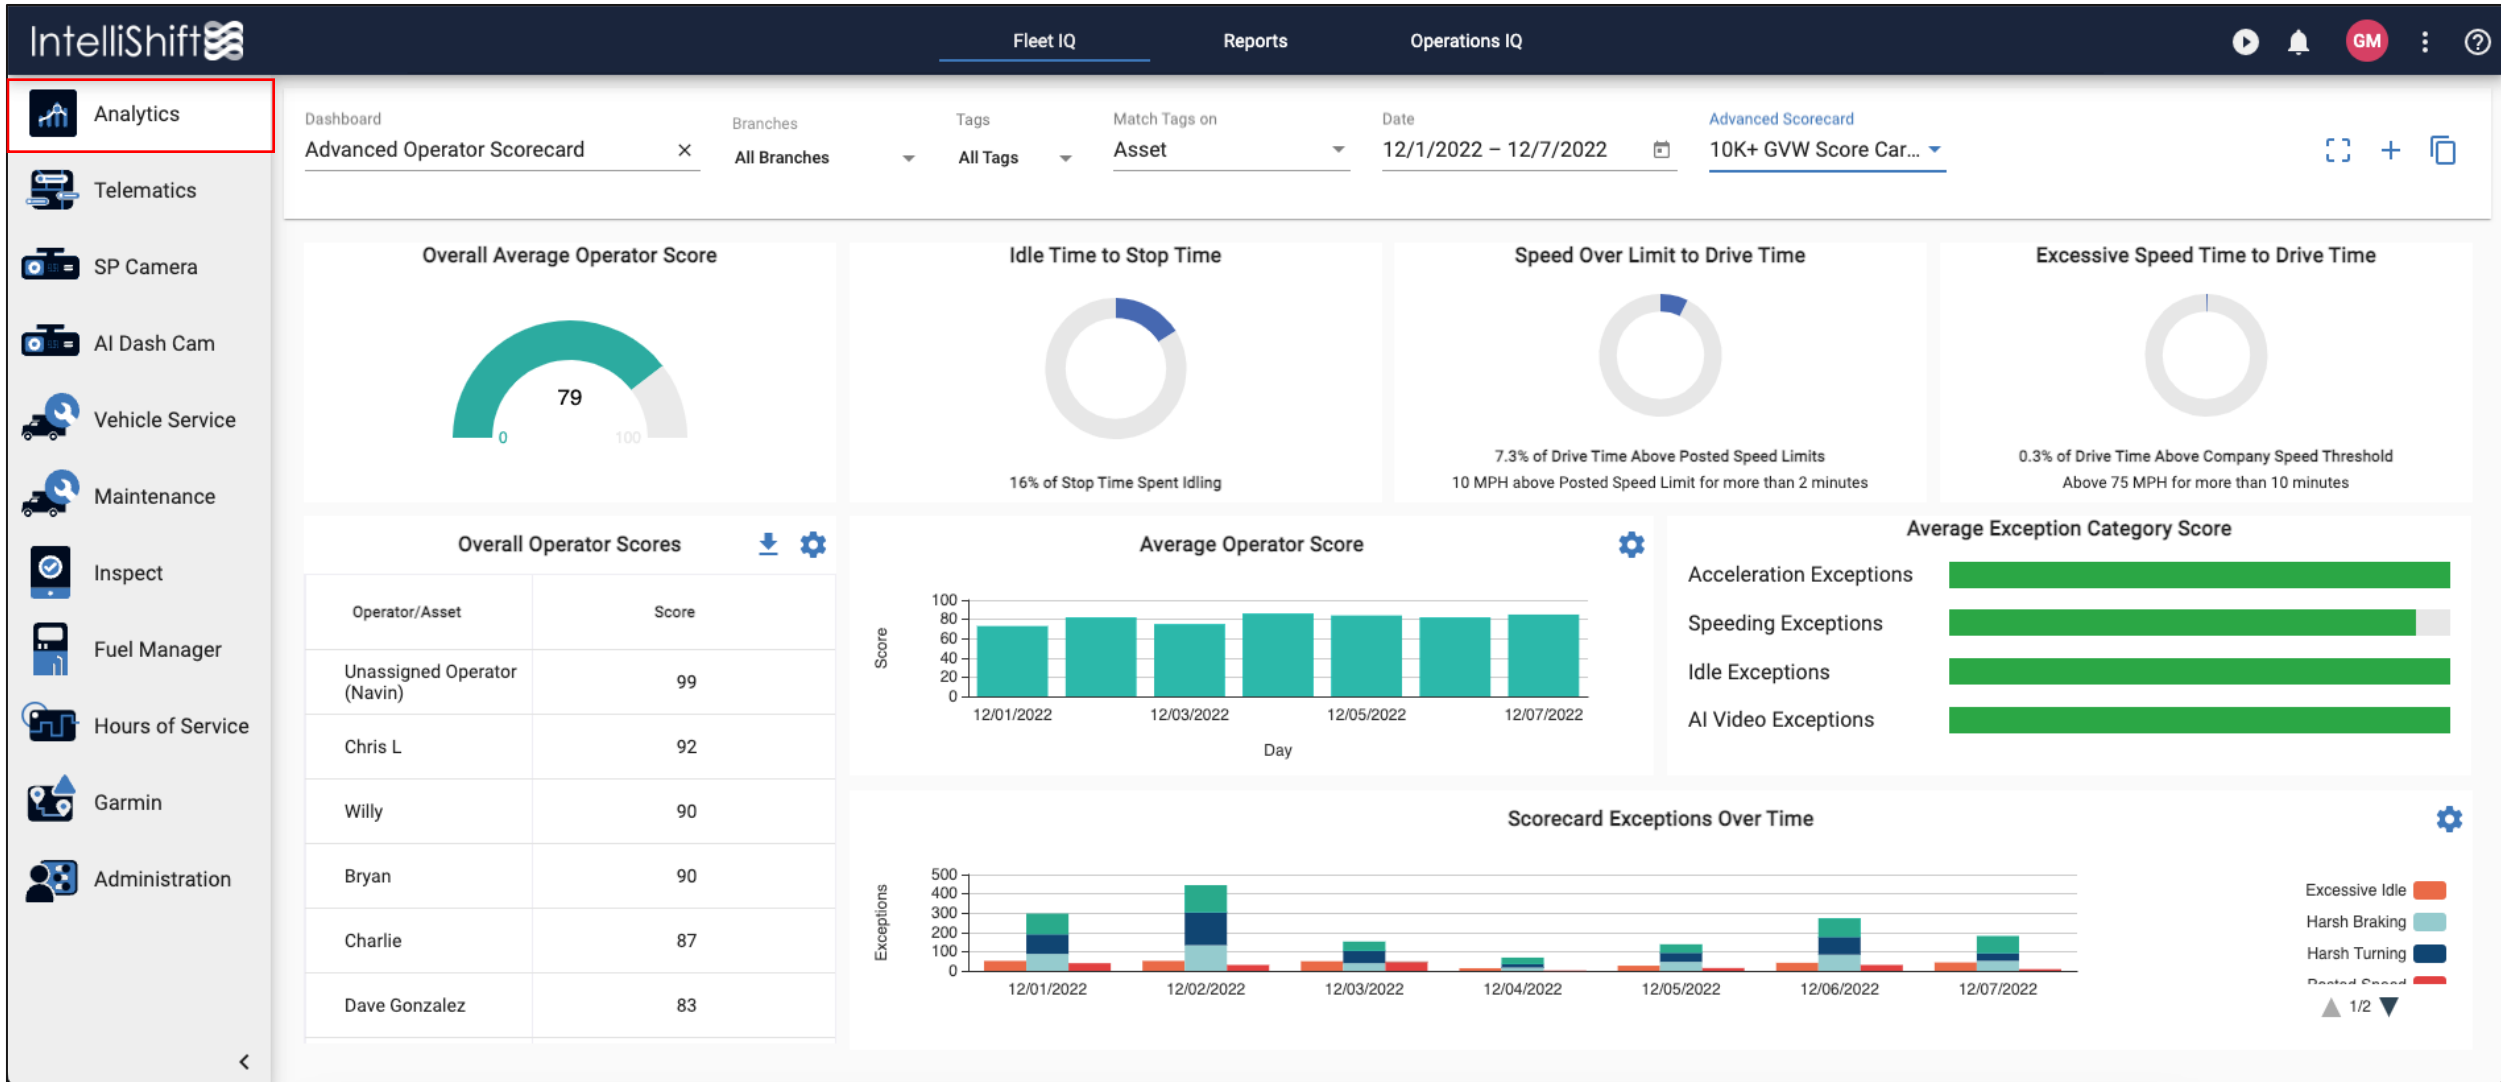 IntelliShift
Fleet IQ
Reports
Operations IQ
GM
Analytics
Telematics
SP Camera
AI Dash Cam
Vehicle Service
Maintenance
Inspect
Fuel Manager
Hours of Service
Garmin
Administration
Dashboard
Advanced Operator Scorecard
Branches
All Branches
Tags
All Tags
Match Tags on
Asset
Date
12/1/2022 – 12/7/2022
Advanced Scorecard
10K+ GVW Score Car...
Overall Average Operator Score
79
0
100
Idle Time to Stop Time
16% of Stop Time Spent Idling
Speed Over Limit to Drive Time
7.3% of Drive Time Above Posted Speed Limits
10 MPH above Posted Speed Limit for more than 2 minutes
Excessive Speed Time to Drive Time
0.3% of Drive Time Above Company Speed Threshold
Above 75 MPH for more than 10 minutes
Overall Operator Scores
Operator/Asset Score
Unassigned Operator
(Navin) 99
Chris L 92
Willy 90
Bryan 90
Charlie 87
Dave Gonzalez 83
Average Operator Score
Score
100
80
60
40
20
0
12/01/2022 12/03/2022 12/05/2022 12/07/2022
Day
Average Exception Category Score
Acceleration Exceptions
Speeding Exceptions
Idle Exceptions
AI Video Exceptions
Scorecard Exceptions Over Time
Exceptions
500
400
300
200
100
0
12/01/2022 12/02/2022 12/03/2022 12/04/2022 12/05/2022 12/06/2022 12/07/2022
Excessive Idle
Harsh Braking
Harsh Turning
Posted Speed
1/2